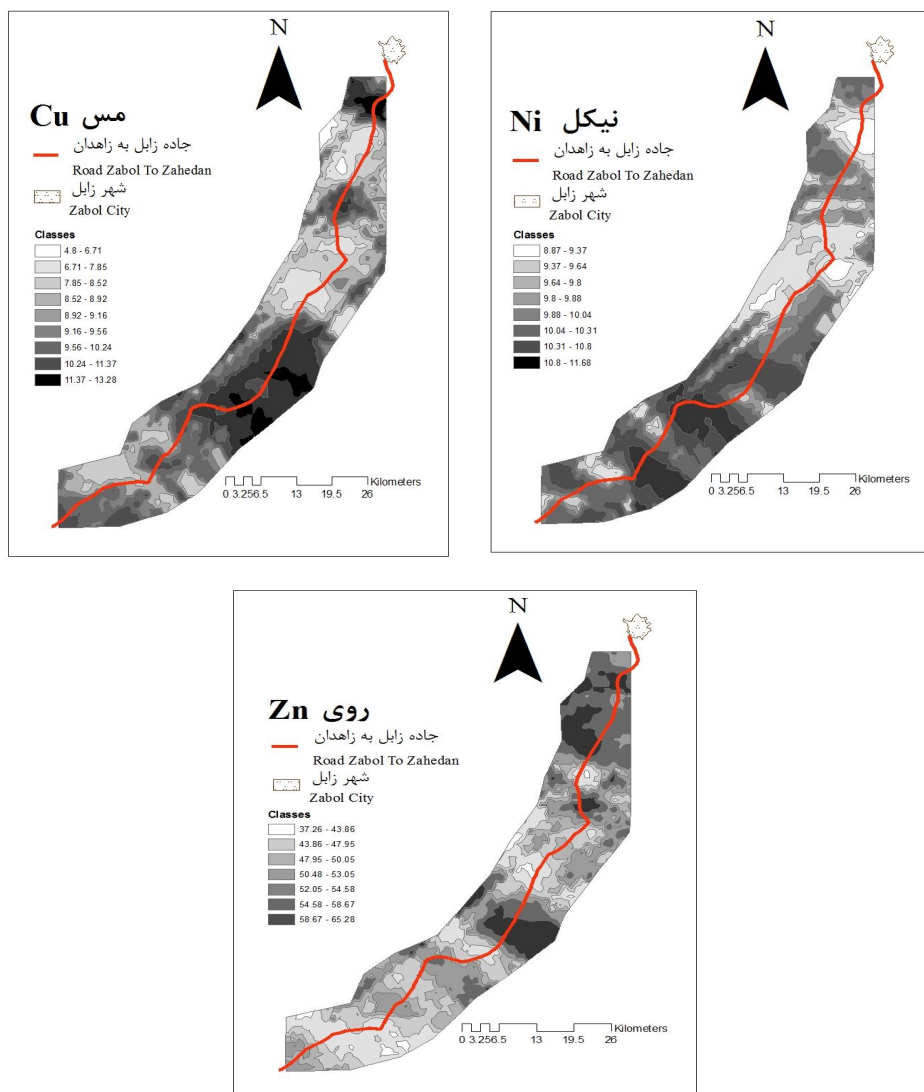 N
Cu مس
جاده زابل به زاهدان
Road Zabol To Zahedan
شهر زابل
Zabol City
Classes
4.8 - 6.71
6.71 - 7.85
7.85 - 8.52
8.52 - 8.92
8.92 - 9.16
9.16 - 9.56
9.56 - 10.24
10.24 - 11.37
11.37 - 13.28
Kilometers
0 3.256.5 13 19.5 26
N
Ni نیکل
جاده زابل به زاهدان
Road Zabol To Zahedan
شهر زابل
Zabol City
Classes
8.87 - 9.37
9.37 - 9.64
9.64 - 9.8
9.8 - 9.88
9.88 - 10.04
10.04 - 10.31
10.31 - 10.8
10.8 - 11.68
Kilometers
0 3.256.5 13 19.5 26
N
Zn روی
جاده زابل به زاهدان
Road Zabol To Zahedan
شهر زابل
Zabol City
Classes
37.26 - 43.86
43.86 - 47.95
47.95 - 50.05
50.48 - 53.05
52.05 - 54.58
54.58 - 58.67
58.67 - 65.28
Kilometers
0 3.256.5 13 19.5 26